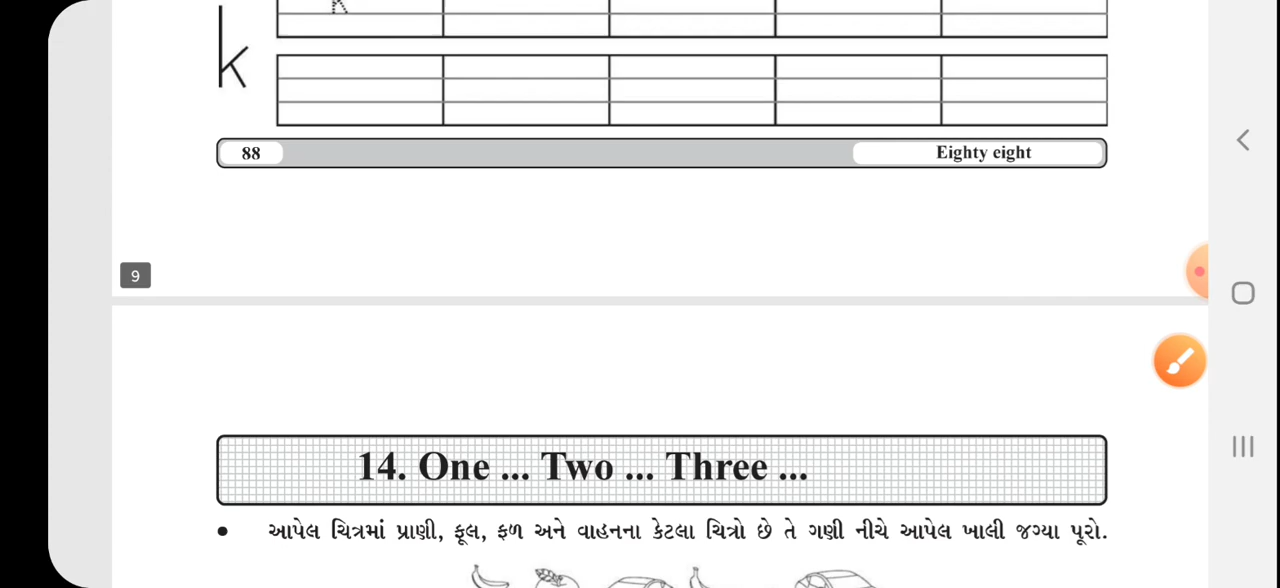 k
k
88 Eighty eight
9
14. One ... Two ... Three ...
• આપેલ ચિત્રમાં પ્રાણી, ફૂલ, ફળ અને વાહનના કેટલા ચિત્રો છે તે ગણી નીચે આપેલ ખાલી જગ્યા પૂરો.